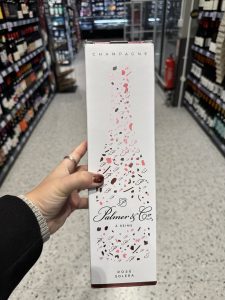 CHAMPAGNE
Palmer & Co
À REIMS
ROSÉ
SOLERA